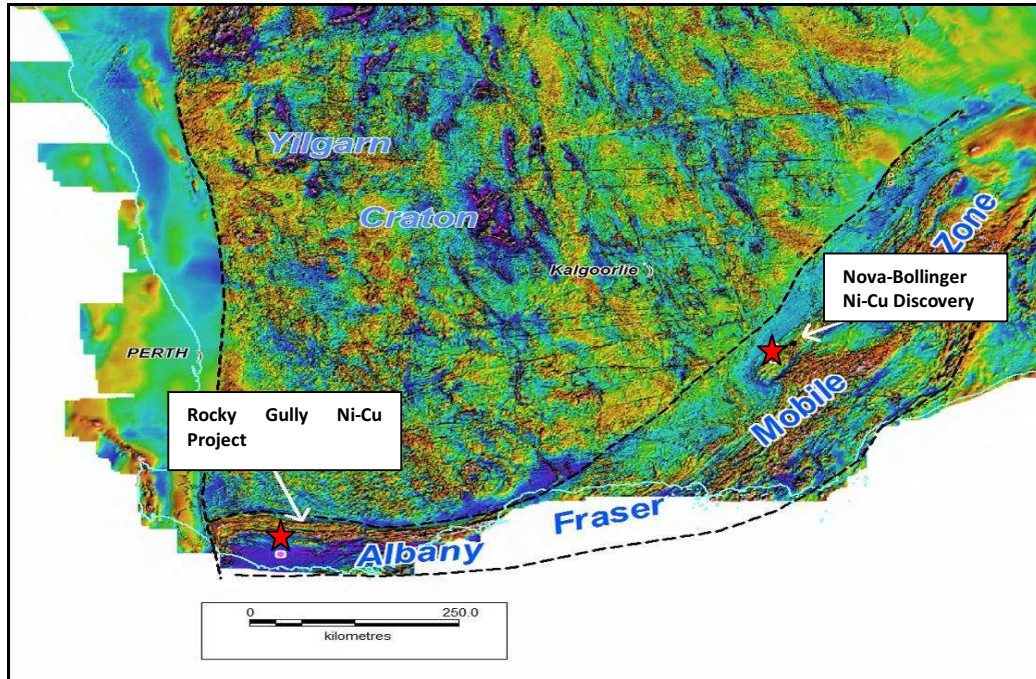 Yilgarn
Craton
Kalgoorlie
Zone
Nova-Bollinger
Ni-Cu Discovery
PERTH
Mobile
Rocky Gully Ni-Cu
Project
Fraser
Albany
0 250.0
kilometres